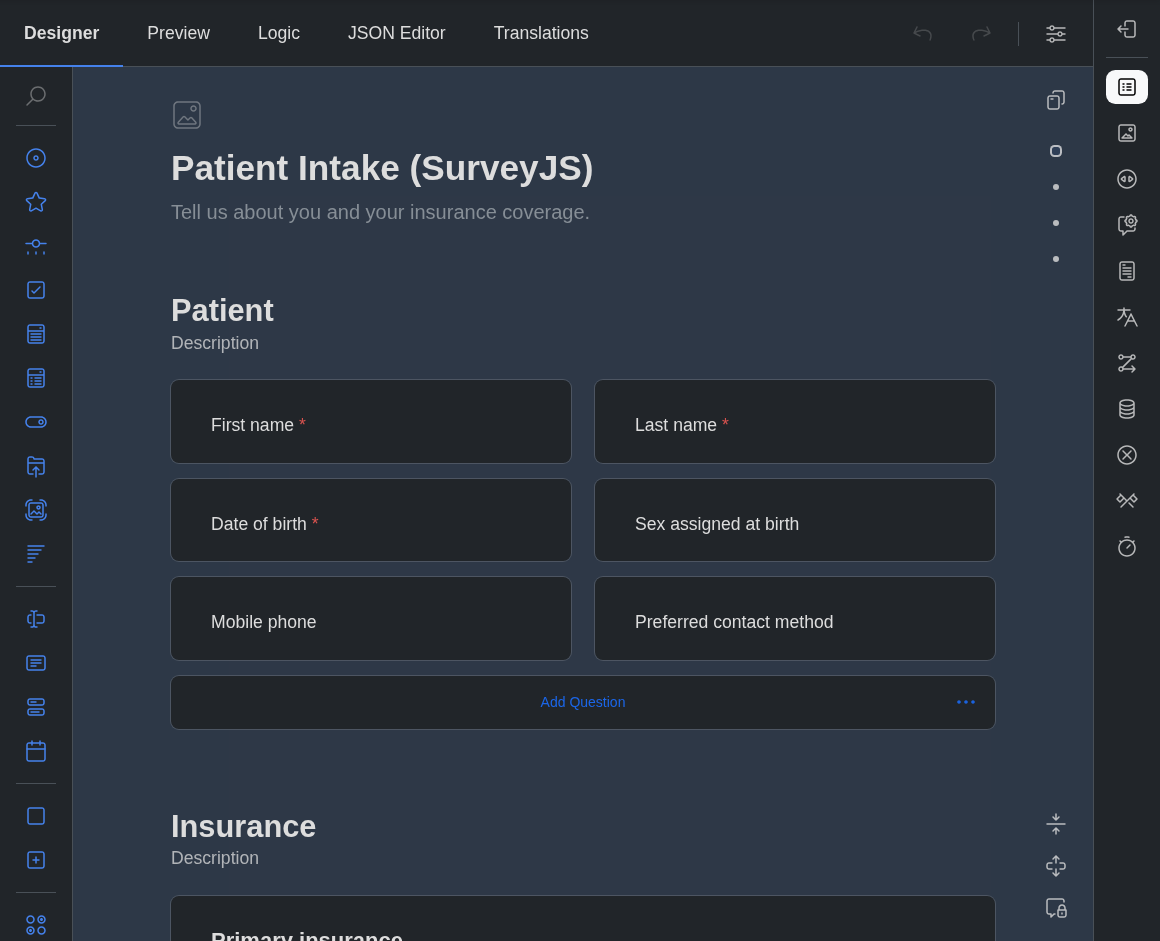 Designer Preview Logic JSON Editor Translations
Patient Intake (SurveyJS)
Tell us about you and your insurance coverage.
Patient
Description
First name *
Last name *
Date of birth *
Sex assigned at birth
Mobile phone
Preferred contact method
Add Question
Insurance
Description
Primary insurance